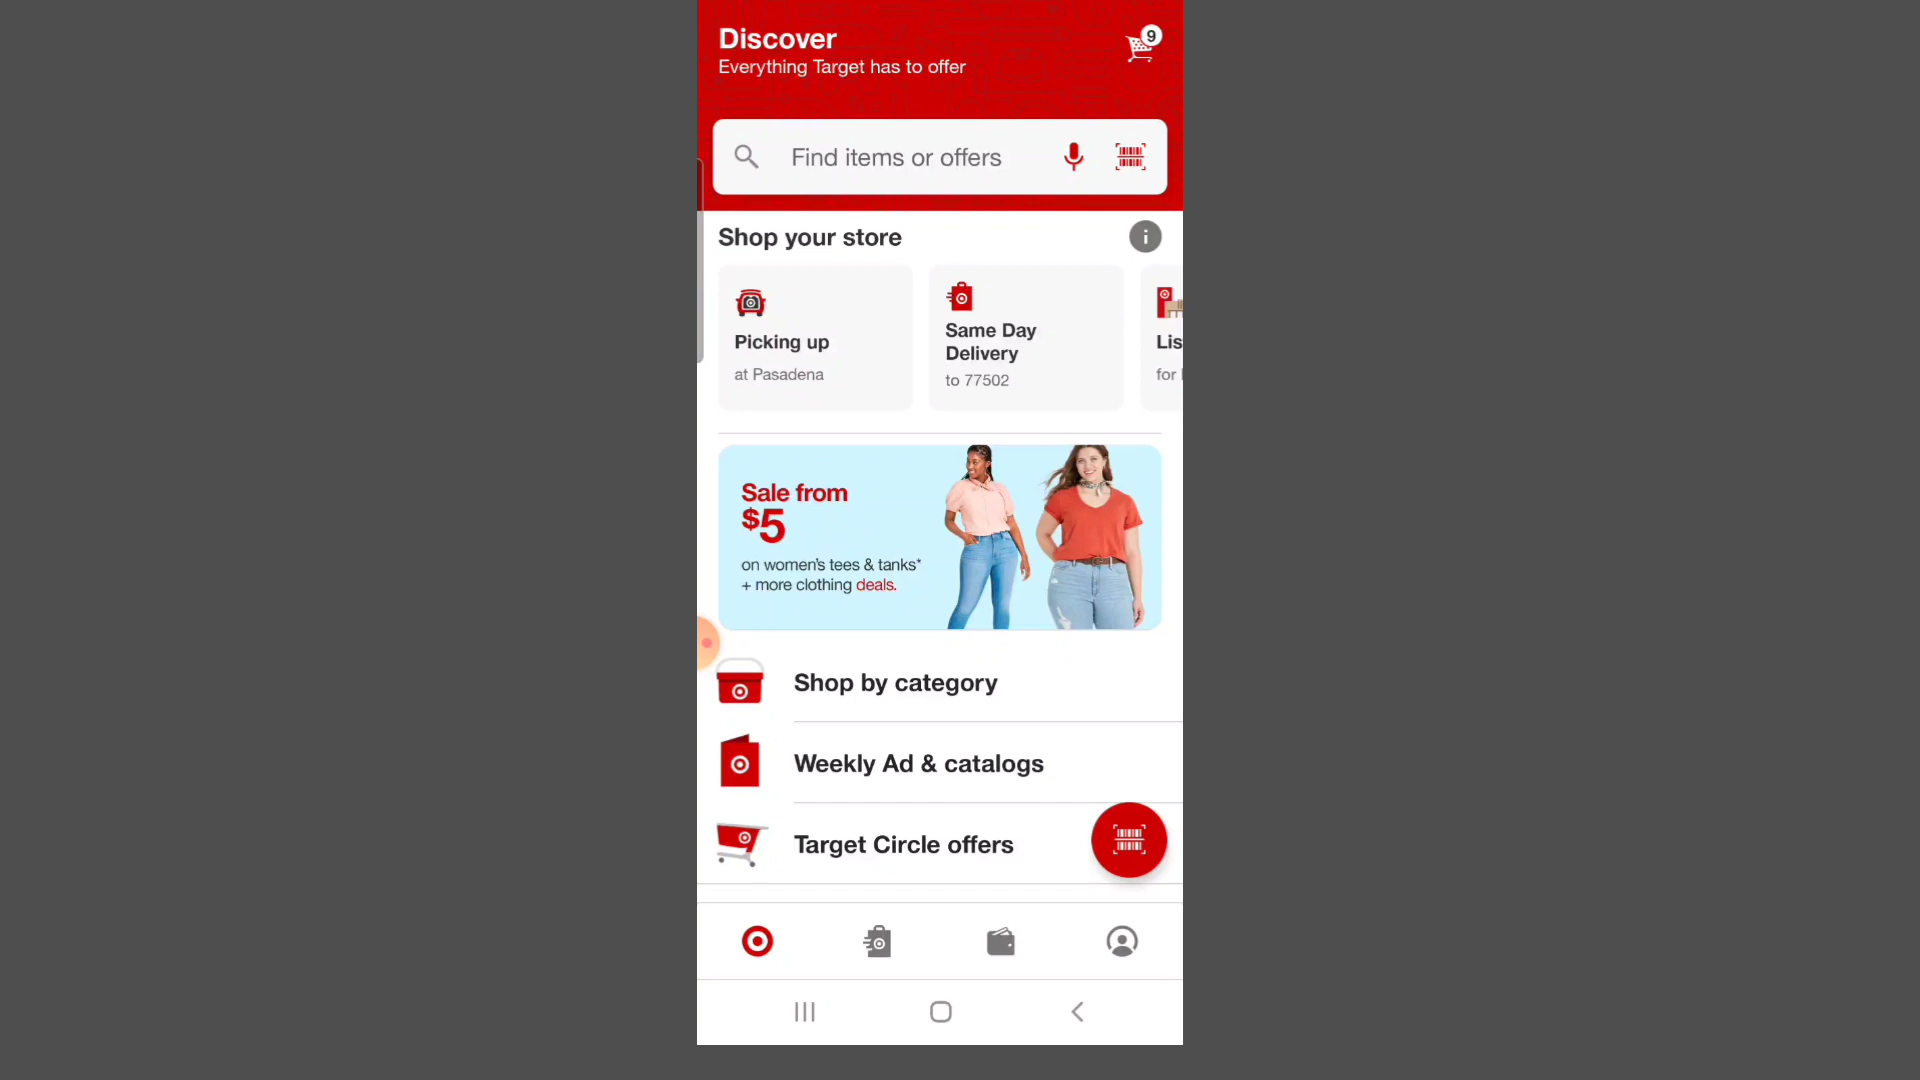 Discover
9
Everything Target has to offer
Find items or offers
Shop your store
i
Picking up
at Pasadena
Same Day
Delivery
to 77502
Lis
for
Sale from
$5
on women's tees & tanks*
+ more clothing deals.
Shop by category
Weekly Ad & catalogs
Target Circle offers